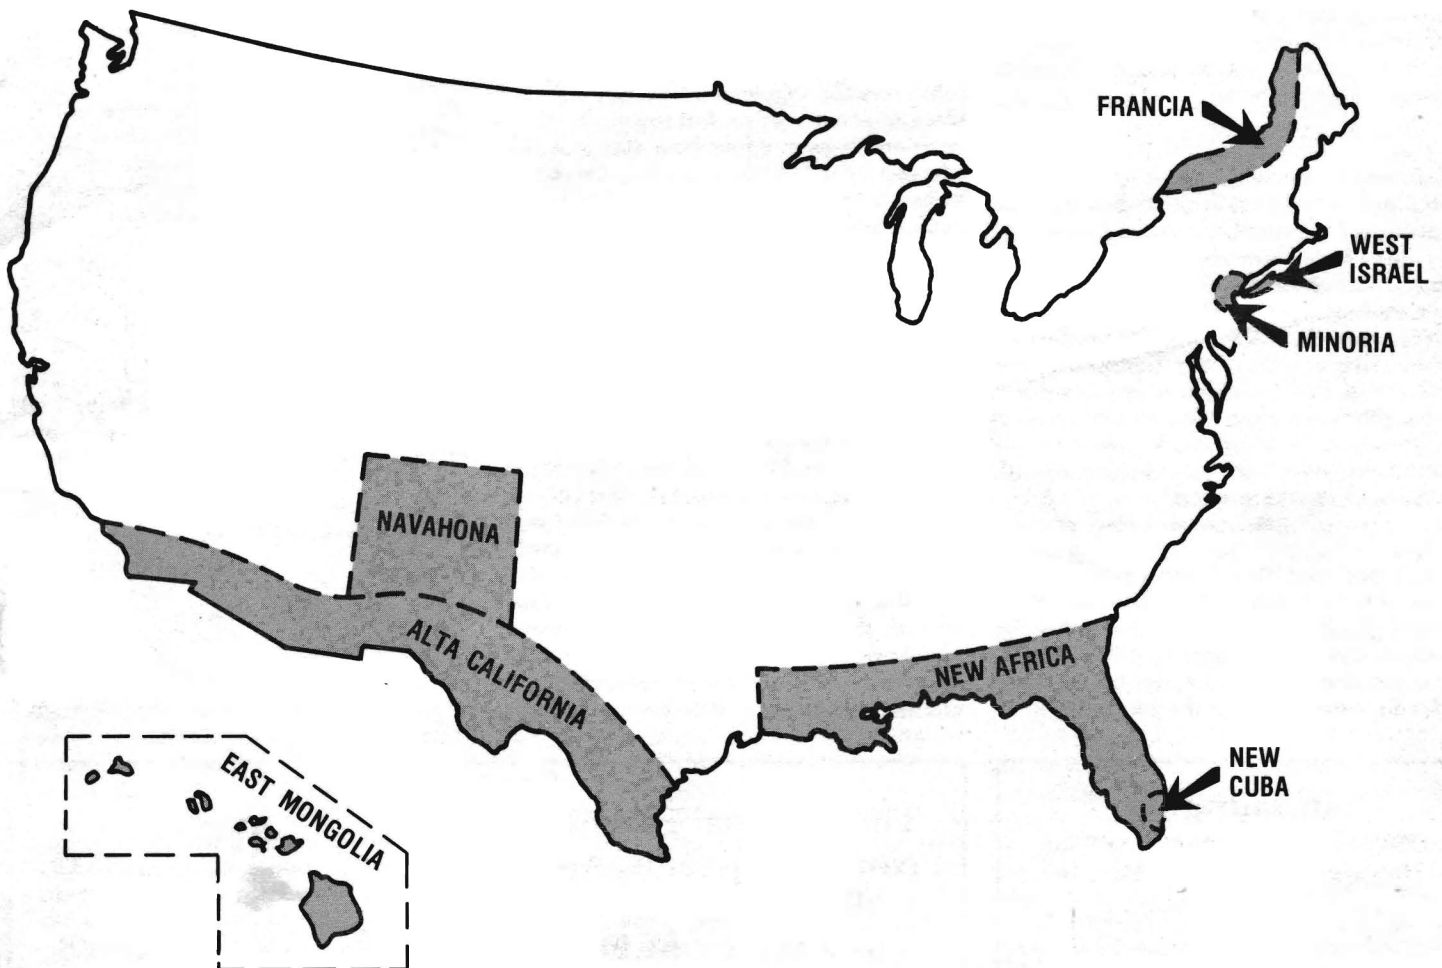 FRANCIA
WEST
ISRAEL
MINORIA
NAVAHONA
ALTA CALIFORNIA
NEW AFRICA
NEW
CUBA
EAST MONGOLIA